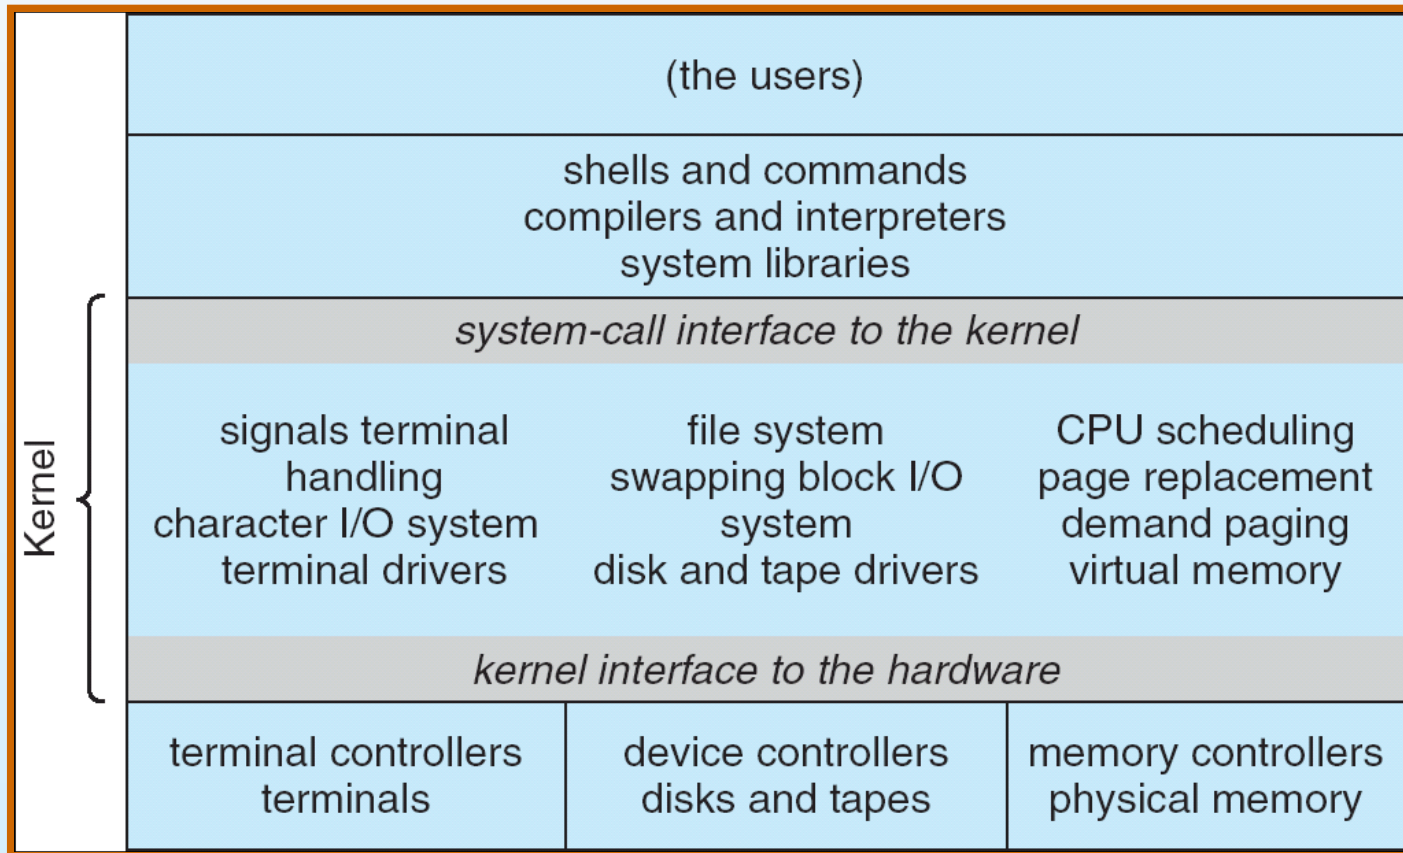 (the users)
shells and commands
compilers and interpreters
system libraries
Kernel
system-call interface to the kernel
signals terminal
handling
character I/O system
terminal drivers
file system
swapping block I/O
system
disk and tape drivers
CPU scheduling
page replacement
demand paging
virtual memory
kernel interface to the hardware
terminal controllers
terminals
device controllers
disks and tapes
memory controllers
physical memory